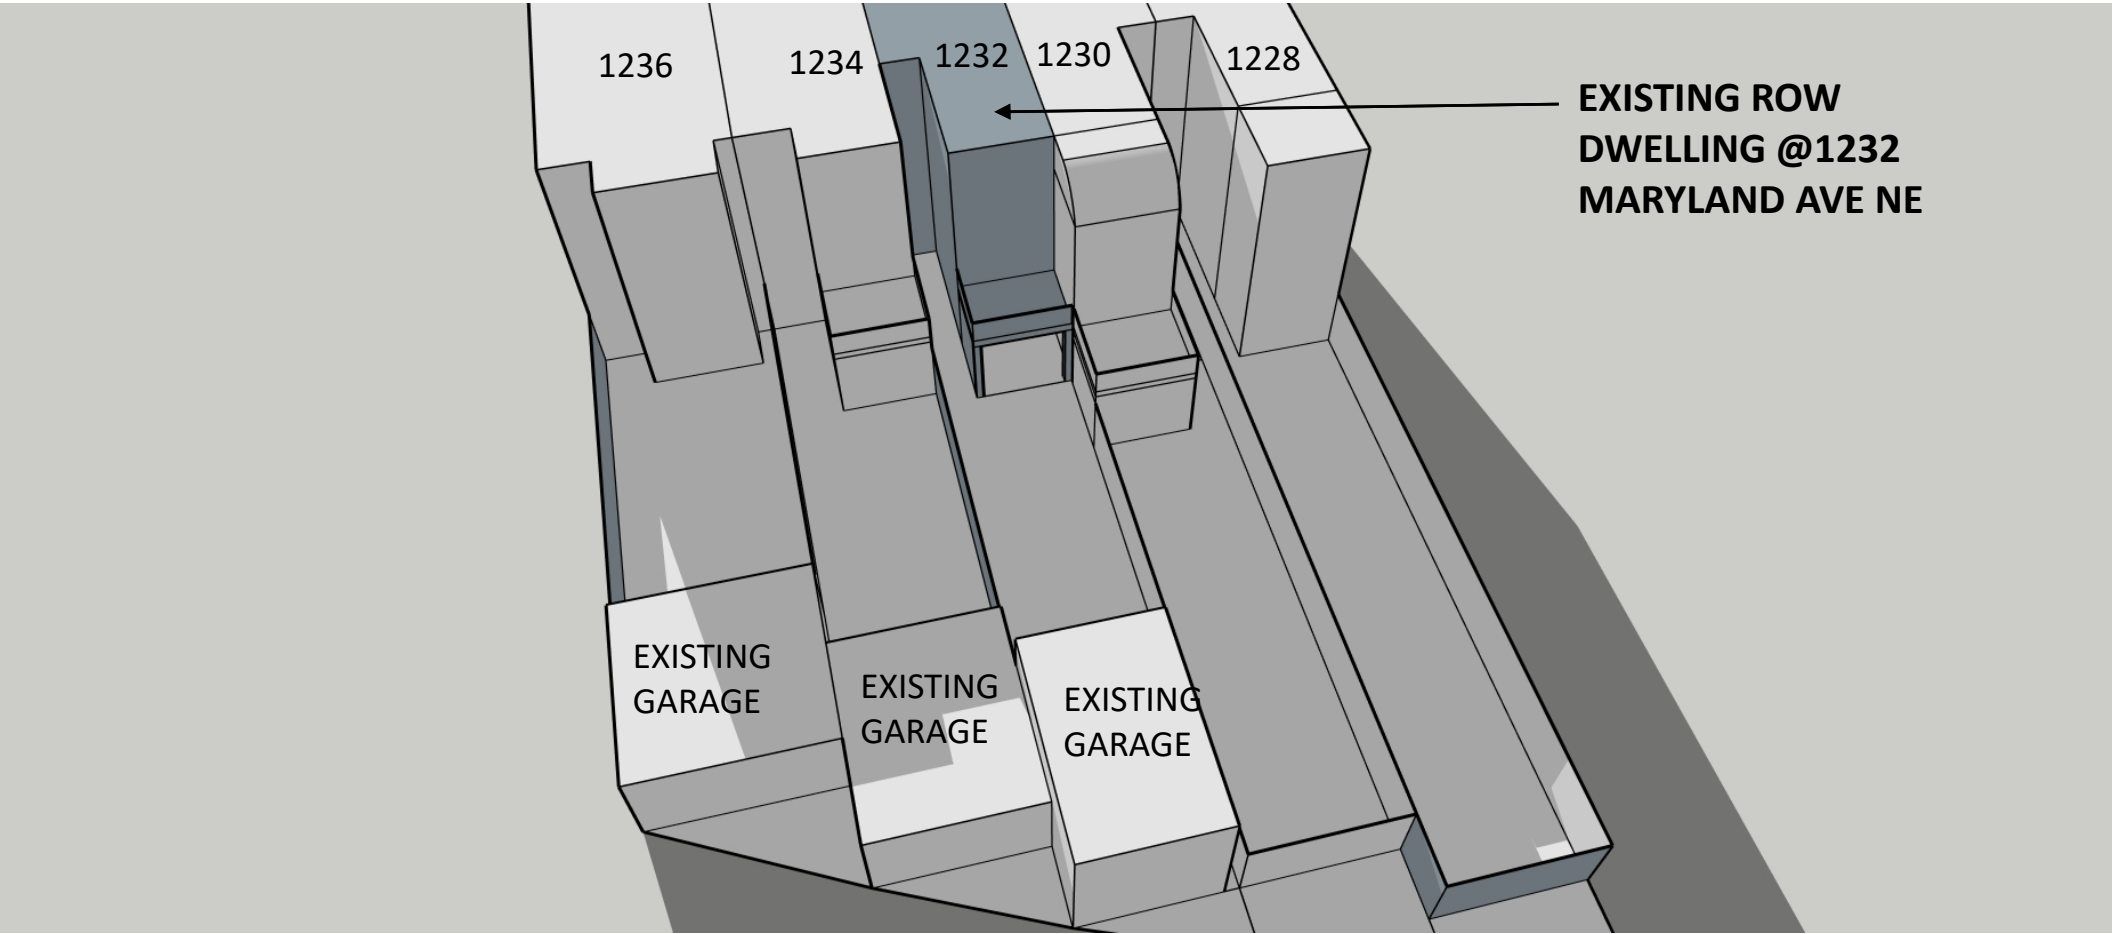 1236
1234
1232
1230
1228
EXISTING ROW
DWELLING @1232
MARYLAND AVE NE
EXISTING
GARAGE
EXISTING
GARAGE
EXISTING
GARAGE